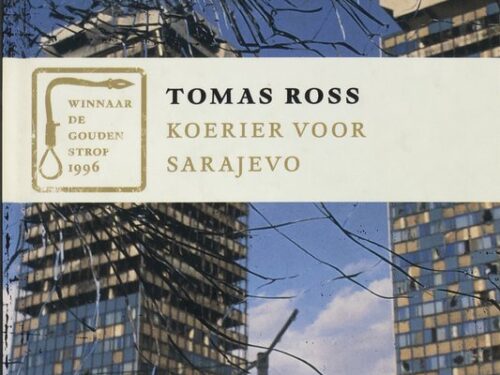 WINNAAR
DE
GOUDEN
STROP
1996
TOMAS ROSS
KOERIER VOOR
SARAJEVO